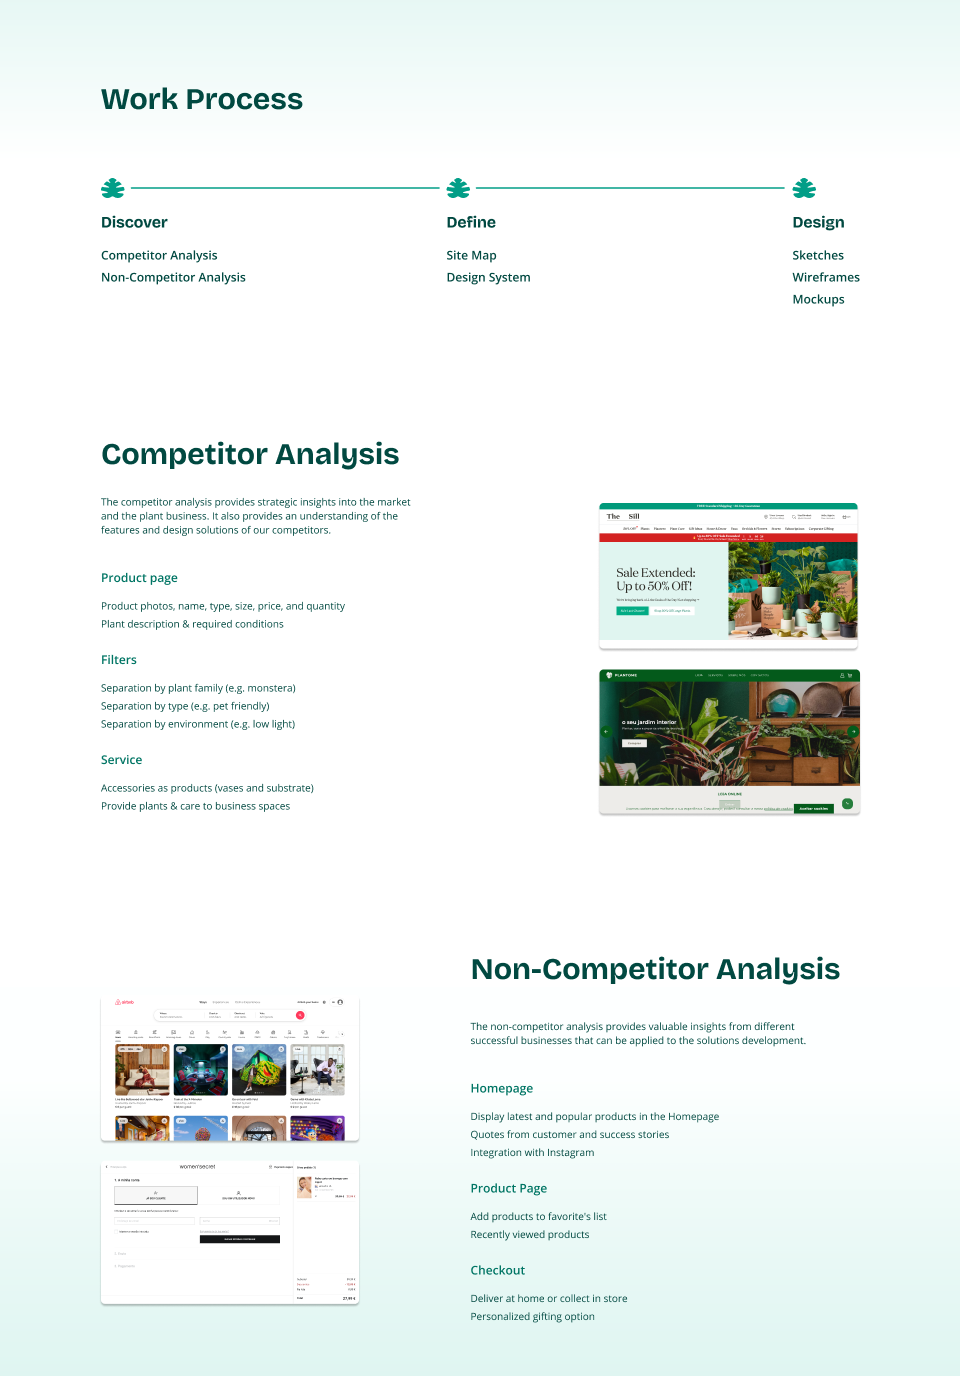 Work Process
Discover
Competitor Analysis
Non-Competitor Analysis
Define
Site Map
Design System
Design
Sketches
Wireframes
Mockups
Competitor Analysis
The competitor analysis provides strategic insights into the market
and the plant business. It also provides an understanding of the
features and design solutions of our competitors.
Product page
Product photos, name, type, size, price, and quantity
Plant description & required conditions
Filters
Separation by plant family (e.g. monstera)
Separation by type (e.g. pet friendly)
Separation by environment (e.g. low light)
Service
Accessories as products (vases and substrate)
Provide plants & care to business spaces
The Sill
Sale Extended:
Up to 50% Off!
PLANTOME
o seu jardim interior
LOJA ONLINE
Aceitar cookies
Non-Competitor Analysis
The non-competitor analysis provides valuable insights from different
successful businesses that can be applied to the solutions development.
Homepage
Display latest and popular products in the Homepage
Quotes from customer and success stories
Integration with Instagram
Product Page
Add products to favorite's list
Recently viewed products
Checkout
Deliver at home or collect in store
Personalized gifting option
airbnb
women'secret